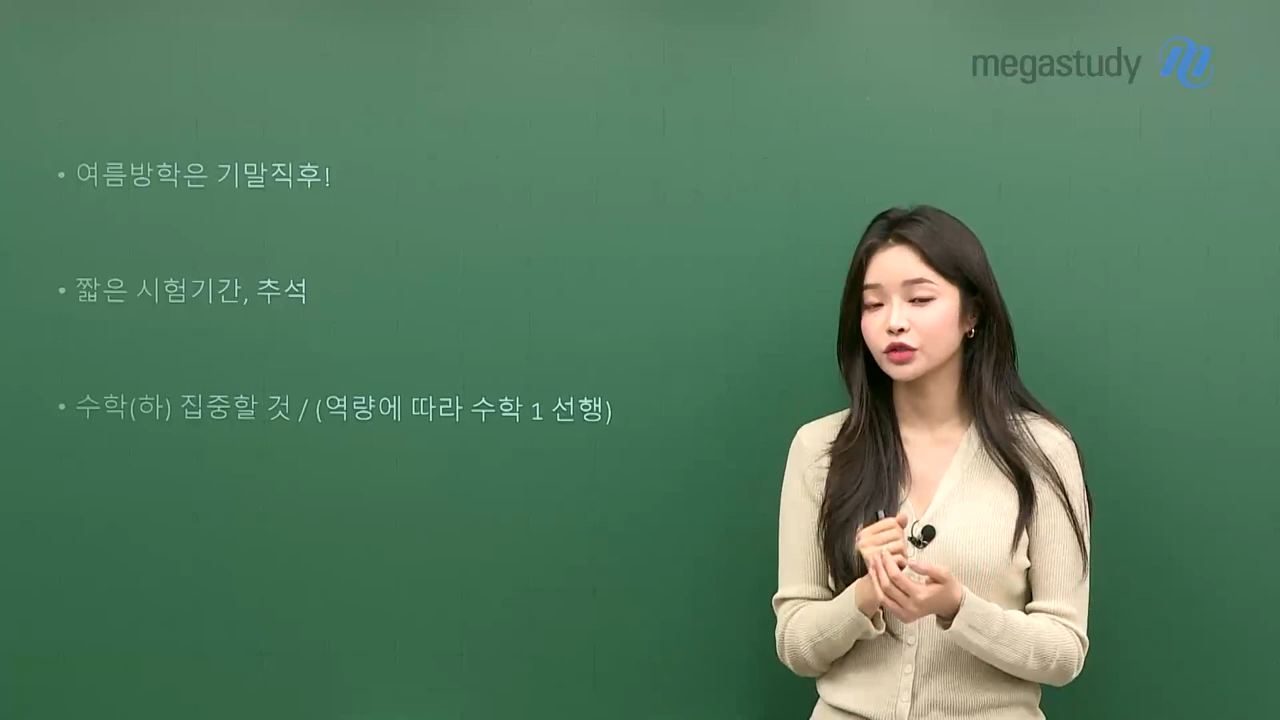 megastudy
• 여름방학은 기말직후!
• 짧은 시험기간, 추석
• 수학(하) 집중할 것 / (역량에 따라 수학 1 선행)